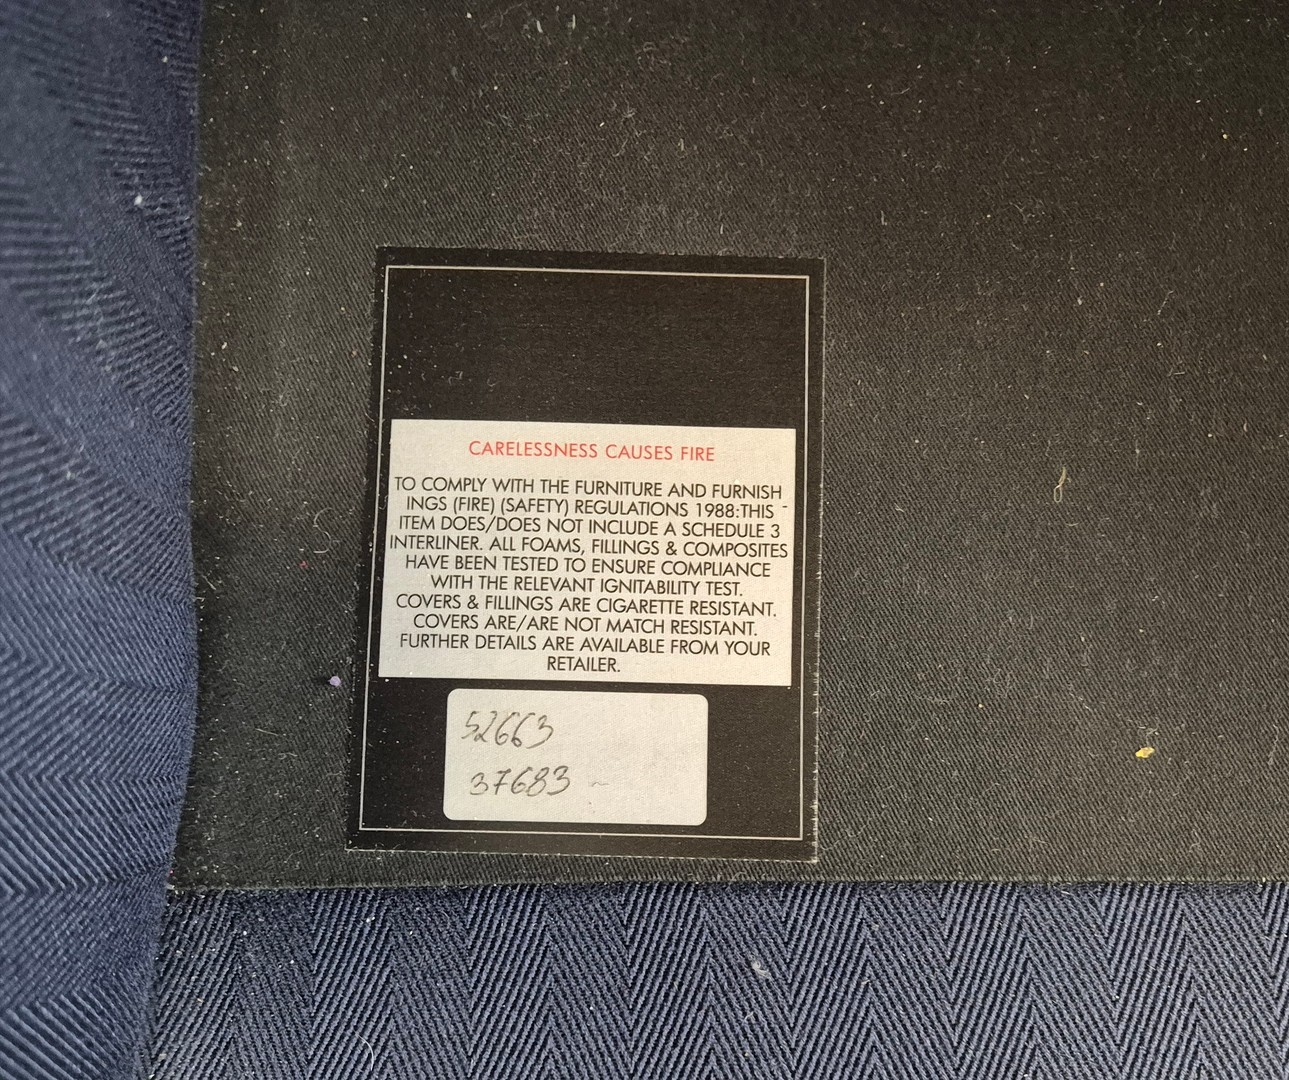 CARELESSNESS CAUSES FIRE
TO COMPLY WITH THE FURNITURE AND FURNISH
INGS (FIRE) (SAFETY) REGULATIONS 1988:THIS -
ITEM DOES/DOES NOT INCLUDE A SCHEDULE 3
INTERLINER. ALL FOAMS, FILLINGS & COMPOSITES
HAVE BEEN TESTED TO ENSURE COMPLIANCE
WITH THE RELEVANT IGNITABILITY TEST.
COVERS & FILLINGS ARE CIGARETTE RESISTANT.
COVERS ARE/ARE NOT MATCH RESISTANT.
FURTHER DETAILS ARE AVAILABLE FROM YOUR
RETAILER.
52663
37683 ~